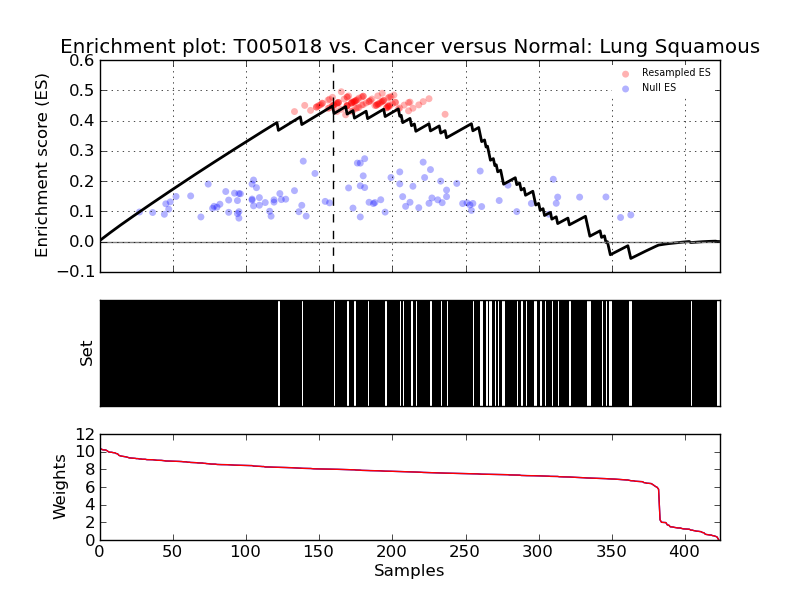 Enrichment plot: T005018 vs. Cancer versus Normal: Lung Squamous
0.6
0.5
0.4
0.3
0.2
0.1
0.0
−0.1
Enrichment score (ES)
Resampled ES
Null ES
Set
12
10
8
6
4
2
0
Weights
0 50 100 150 200 250 300 350 400
Samples